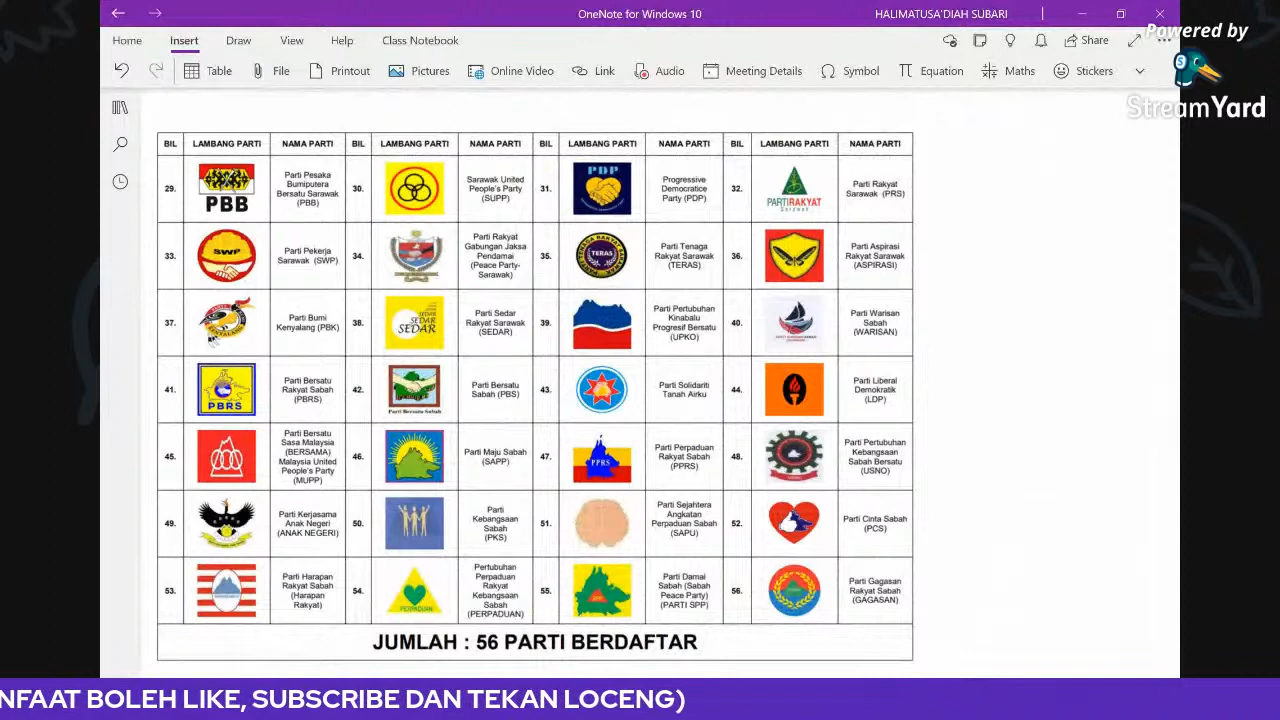 OneNote for Windows 10
HALIMATUSA'DIAH SUBARI
Powered by
StreamYard
Home Insert Draw View Help Class Notebook Share
Table File Printout Pictures Online Video Link Audio Meeting Details Symbol Equation Maths Stickers
BIL LAMBANG PARTI NAMA PARTI BIL LAMBANG PARTI NAMA PARTI BIL LAMBANG PARTI NAMA PARTI BIL LAMBANG PARTI NAMA PARTI
29.
PBB
Parti Pesaka
Bumiputera
Bersatu Sarawak
(PBB)
30.
Sarawak United
People's Party
(SUPP)
31.
PDP
Progressive
Democratice
Party (PDP)
32.
PARTI RAKYAT
Sarawak
Parti Rakyat
Sarawak (PRS)
33.
SWP
Parti Pekerja
Sarawak (SWP)
34.
Parti Rakyat
Gabungan Jaksa
Pendamai
(Peace Party-
Sarawak)
35.
TERAS
Parti Tenaga
Rakyat Sarawak
(TERAS)
36.
Parti Aspirasi
Rakyat Sarawak
(ASPIRASI)
37.
Parti Bumi
Kenyalang (PBK)
38.
SEDAR
SEDAR
SEDAR
Parti Sedar
Rakyat Sarawak
(SEDAR)
39.
Parti Pertubuhan
Kinabalu
Progresif Bersatu
(UPKO)
40.
Parti Warisan
Sabah
(WARISAN)
41.
PBRS
Parti Bersatu
Rakyat Sabah
(PBRS)
42.
Parti Bersatu Sabah
Parti Bersatu
Sabah (PBS)
43.
Parti Solidariti
Tanah Airku
44.
Parti Liberal
Demokratik
(LDP)
45.
Parti Bersatu
Sasa Malaysia
(BERSAMA)
Malaysia United
People's Party
(MUPP)
46.
Parti Maju Sabah
(SAPP)
47.
PPRS
Parti Perpaduan
Rakyat Sabah
(PPRS)
48.
Parti Pertubuhan
Kebangsaan
Sabah Bersatu
(USNO)
49.
Parti Kerjasama
Anak Negeri
(ANAK NEGERI)
50.
Parti
Kebangsaan
Sabah
(PKS)
51.
Parti Sejahtera
Angkatan
Perpaduan Sabah
(SAPU)
52.
Parti Cinta Sabah
(PCS)
53.
Parti Harapan
Rakyat Sabah
(Harapan
Rakyat)
54.
PERPADUAN
Pertubuhan
Perpaduan
Rakyat
Kebangsaan
Sabah
(PERPADUAN)
55.
Parti Damai
Sabah (Sabah
Peace Party)
(PARTI SPP)
56.
Parti Gagasan
Rakyat Sabah
(GAGASAN)
JUMLAH : 56 PARTI BERDAFTAR
NFAAT BOLEH LIKE, SUBSCRIBE DAN TEKAN LOCENG)